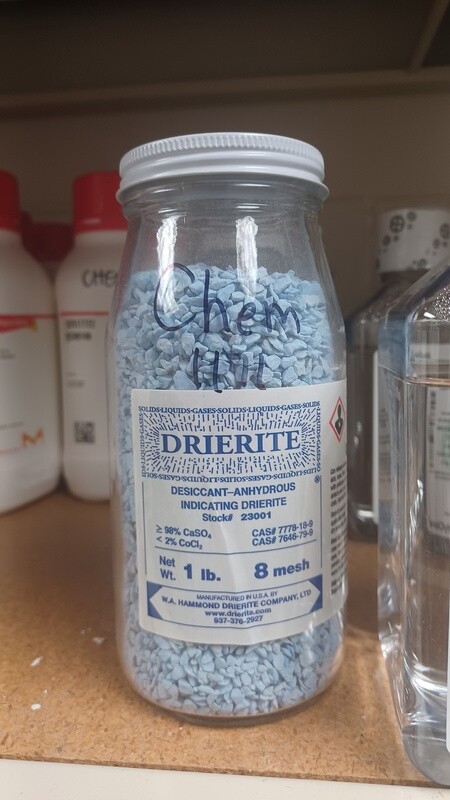 CHE
Chem
SOLIDS-LIQUIDS-GASES-SOLIDS-LIQUIDS-GASES-SOLIDS
DRIERITE
®
DESICCANT–ANHYDROUS
INDICATING DRIERITE
Stock# 23001
≥ 98% CaSO₄ CAS# 7778-18-9
< 2% CoCl₂ CAS# 7646-79-9
Net Wt. 1 lb. 8 mesh
MANUFACTURED IN U.S.A. BY
W.A. HAMMOND DRIERITE COMPANY, LTD
www.drierite.com
937-376-2927
M